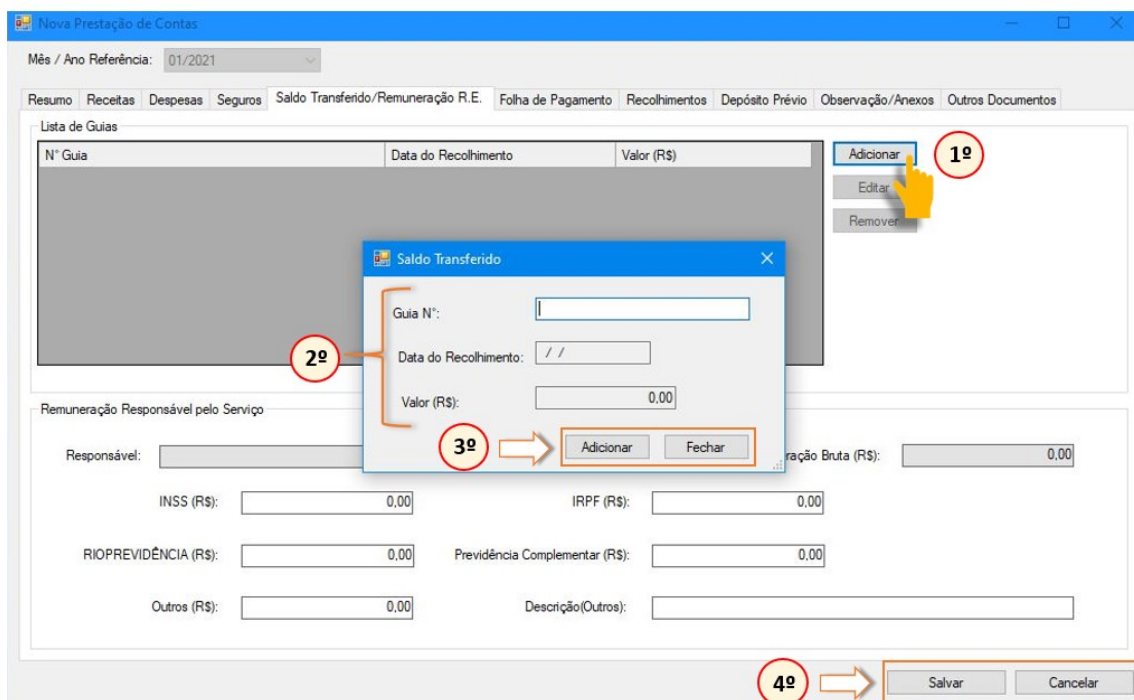 Nova Prestação de Contas
Mês / Ano Referência: 01/2021
Resumo Receitas Despesas Seguros Saldo Transferido/Remuneração R.E. Folha de Pagamento Recolhimentos Depósito Prévio Observação/Anexos Outros Documentos
Lista de Guias
N° Guia Data do Recolhimento Valor (R$)
Adicionar 1º
Editar
Remover
Saldo Transferido
Guia N°:
2º
Data do Recolhimento: / /
Valor (R$): 0,00
3º Adicionar Fechar
Remuneração Responsável pelo Serviço
Responsável: ração Bruta (R$): 0,00
INSS (R$): 0,00 IRPF (R$): 0,00
RIOPREVIDÊNCIA (R$): 0,00 Previdência Complementar (R$): 0,00
Outros (R$): 0,00 Descrição(Outros):
4º Salvar Cancelar